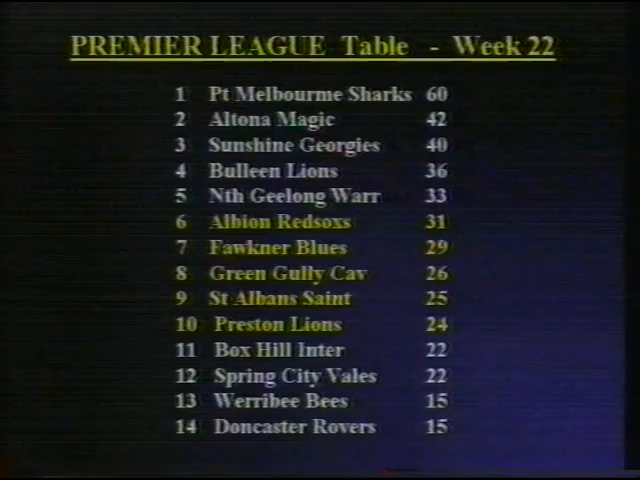 PREMIER LEAGUE Table - Week 22
1 Pt Melbourme Sharks 60
2 Altona Magic 42
3 Sunshine Georgies 40
4 Bulleen Lions 36
5 Nth Geelong Warr 33
6 Albion Redsoxs 31
7 Fawkner Blues 29
8 Green Gully Cav 26
9 St Albans Saint 25
10 Preston Lions 24
11 Box Hill Inter 22
12 Spring City Vales 22
13 Werribee Bees 15
14 Doncaster Rovers 15